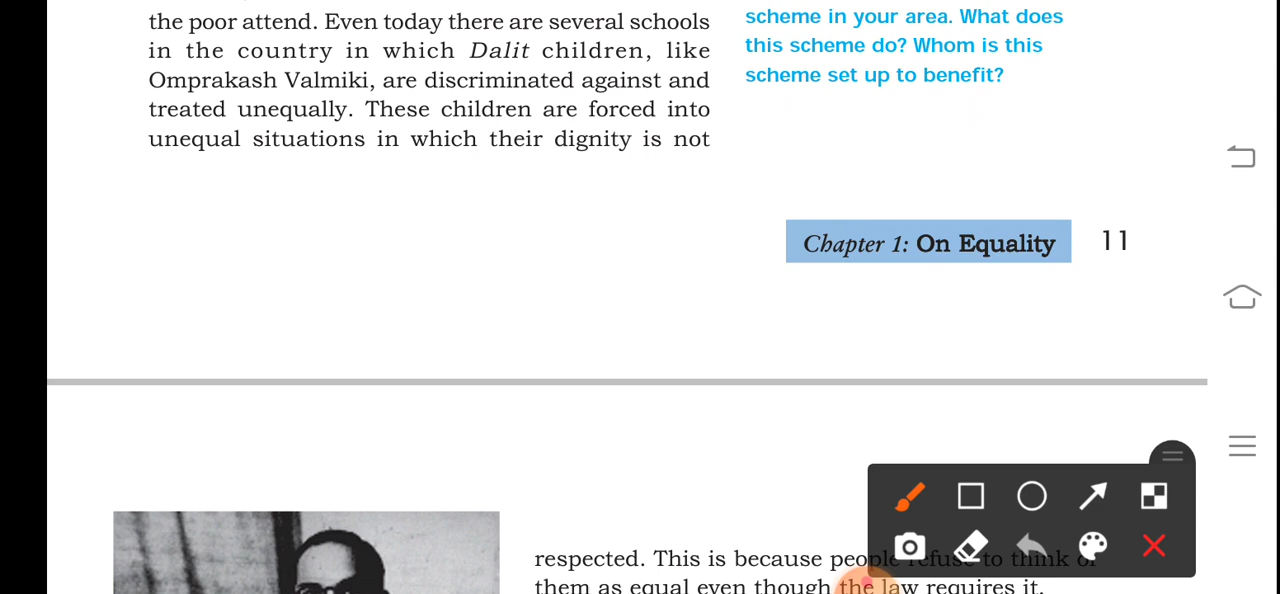 the poor attend. Even today there are several schools
in the country in which Dalit children, like
Omprakash Valmiki, are discriminated against and
treated unequally. These children are forced into
unequal situations in which their dignity is not
scheme in your area. What does
this scheme do? Whom is this
scheme set up to benefit?
Chapter 1: On Equality 11
respected. This is because people refuse to think of
them as equal even though the law requires it.